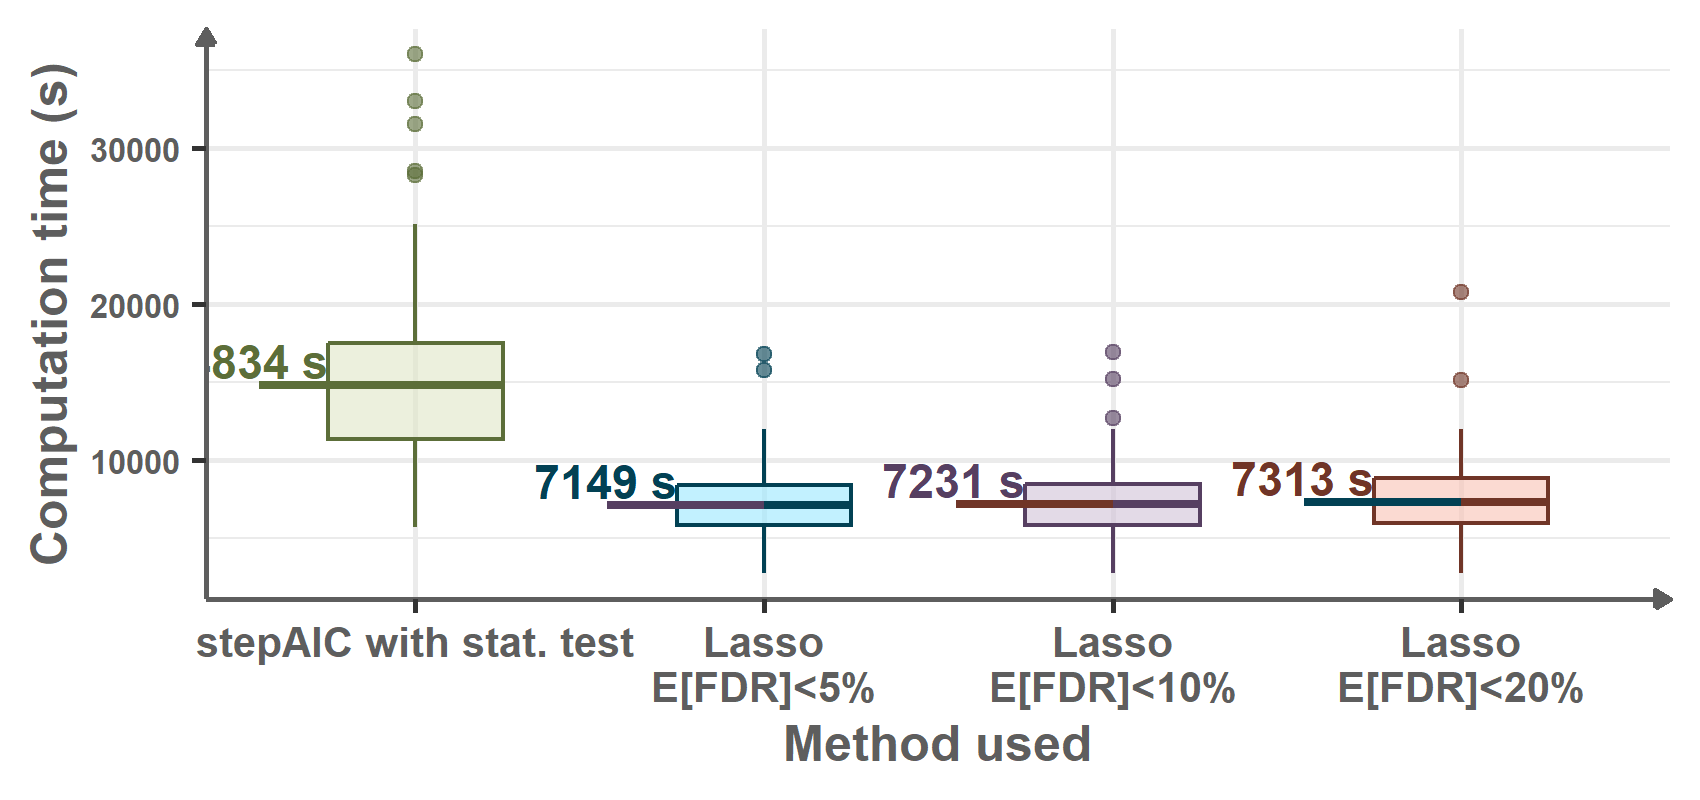 Computation time (s)
30000
20000
10000
834 s
7149 s
7231 s
7313 s
stepAIC with stat. test
Lasso
E[FDR]<5%
Lasso
E[FDR]<10%
Lasso
E[FDR]<20%
Method used